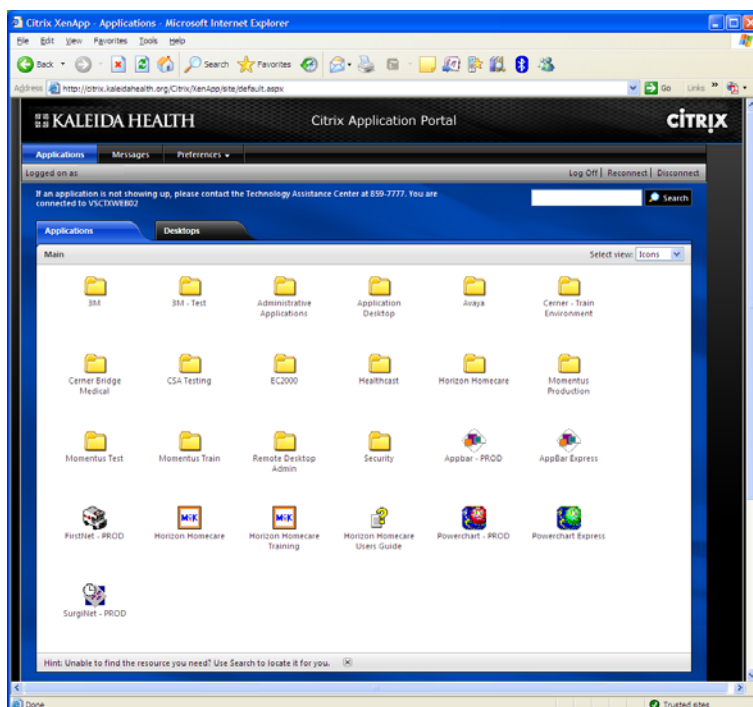 Citrix XenApp - Applications - Microsoft Internet Explorer
File Edit View Favorites Tools Help
Back Search Favorites
Address http://citrix.kaleidahealth.org/Citrix/XenApp/site/default.aspx Go Links »
KALEIDA HEALTH Citrix Application Portal CITRIX
Applications Messages Preferences
Logged on as Log Off | Reconnect | Disconnect
If an application is not showing up, please contact the Technology Assistance Center at 859-7777. You are
connected to VSCTXWEB02
Search
Applications Desktops
Main Select view: Icons
3M 3M - Test Administrative Applications Application Desktop Avaya Cerner - Train Environment
Cerner Bridge Medical CSA Testing EC2000 Healthcast Horizon Homecare Momentus Production
Momentus Test Momentus Train Remote Desktop Admin Security Appbar - PROD AppBar Express
FirstNet - PROD Horizon Homecare Horizon Homecare Training Horizon Homecare Users Guide Powerchart - PROD Powerchart Express
SurgiNet - PROD
Hint: Unable to find the resource you need? Use Search to locate it for you.
Done Trusted sites